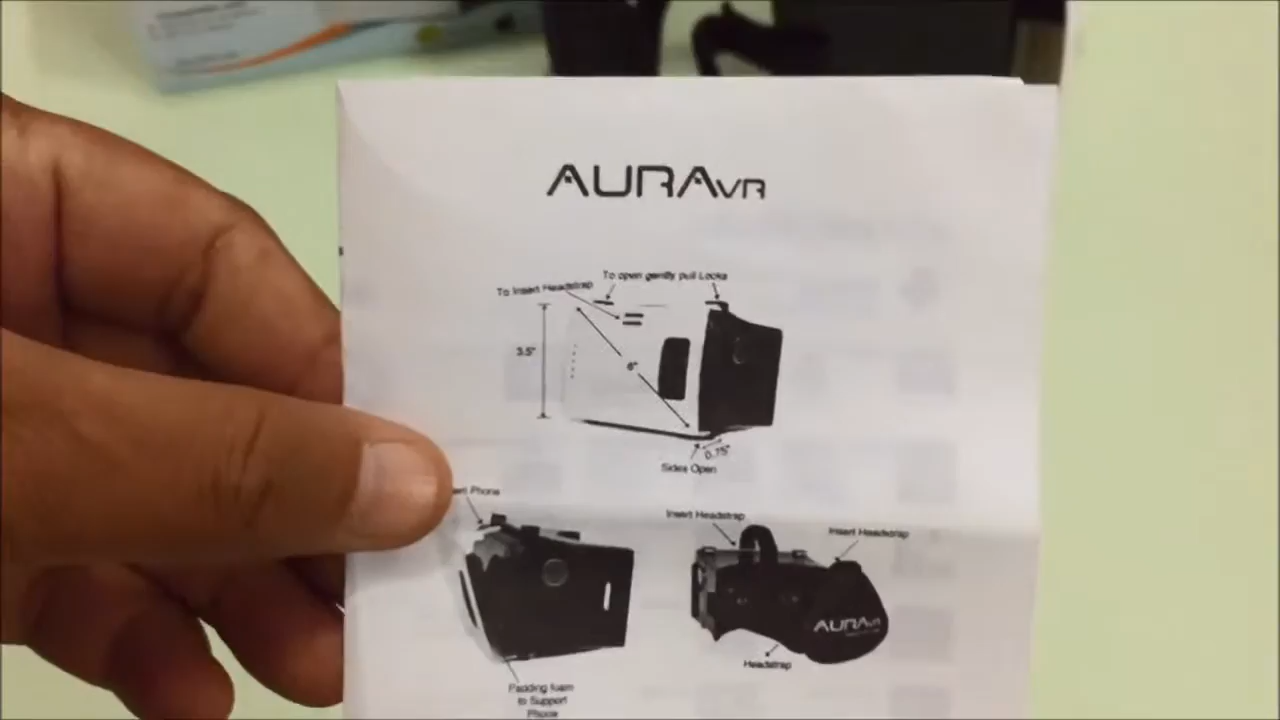 AURAVR
To open gently pull Locks
To Insert Headstrap
3.5"
6"
0.75"
Sides Open
ert Phone
Insert Headstrap
Insert Headstrap
AURAVR
Headstrap
Padding foam
to Support
Phone